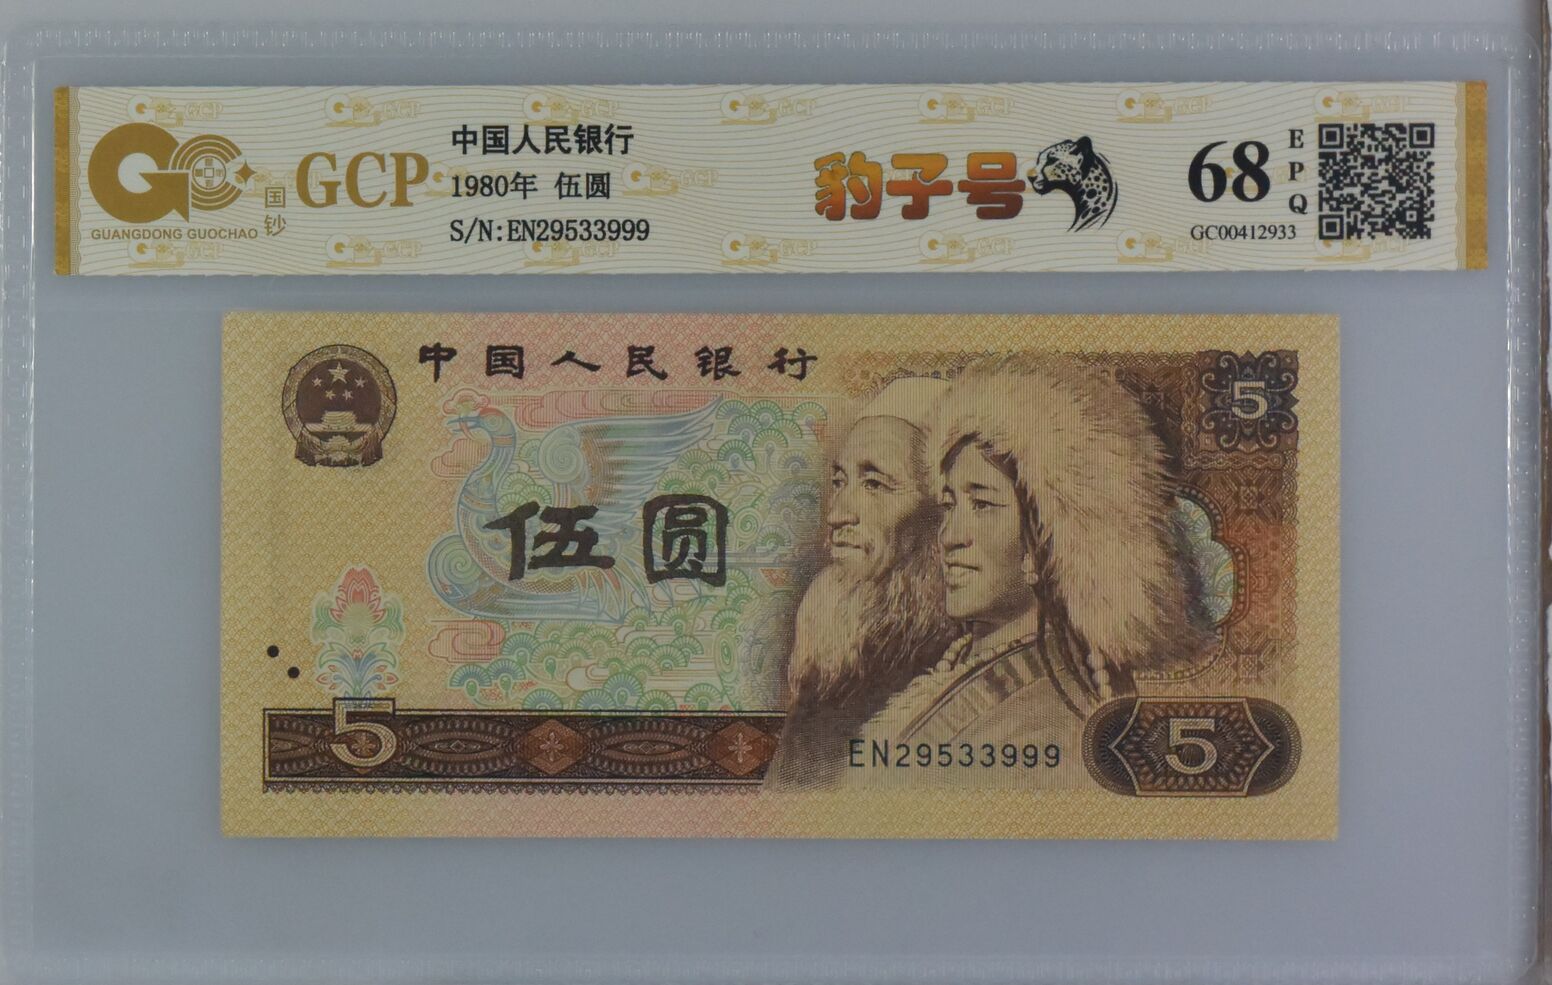 GCP
国钞
GUANGDONG GUOCHAO
中国人民银行
1980年 伍圆
S/N:EN29533999
豹子号
68
EPQ
GC00412933
中国人民银行
5
伍圆
5
EN29533999
5